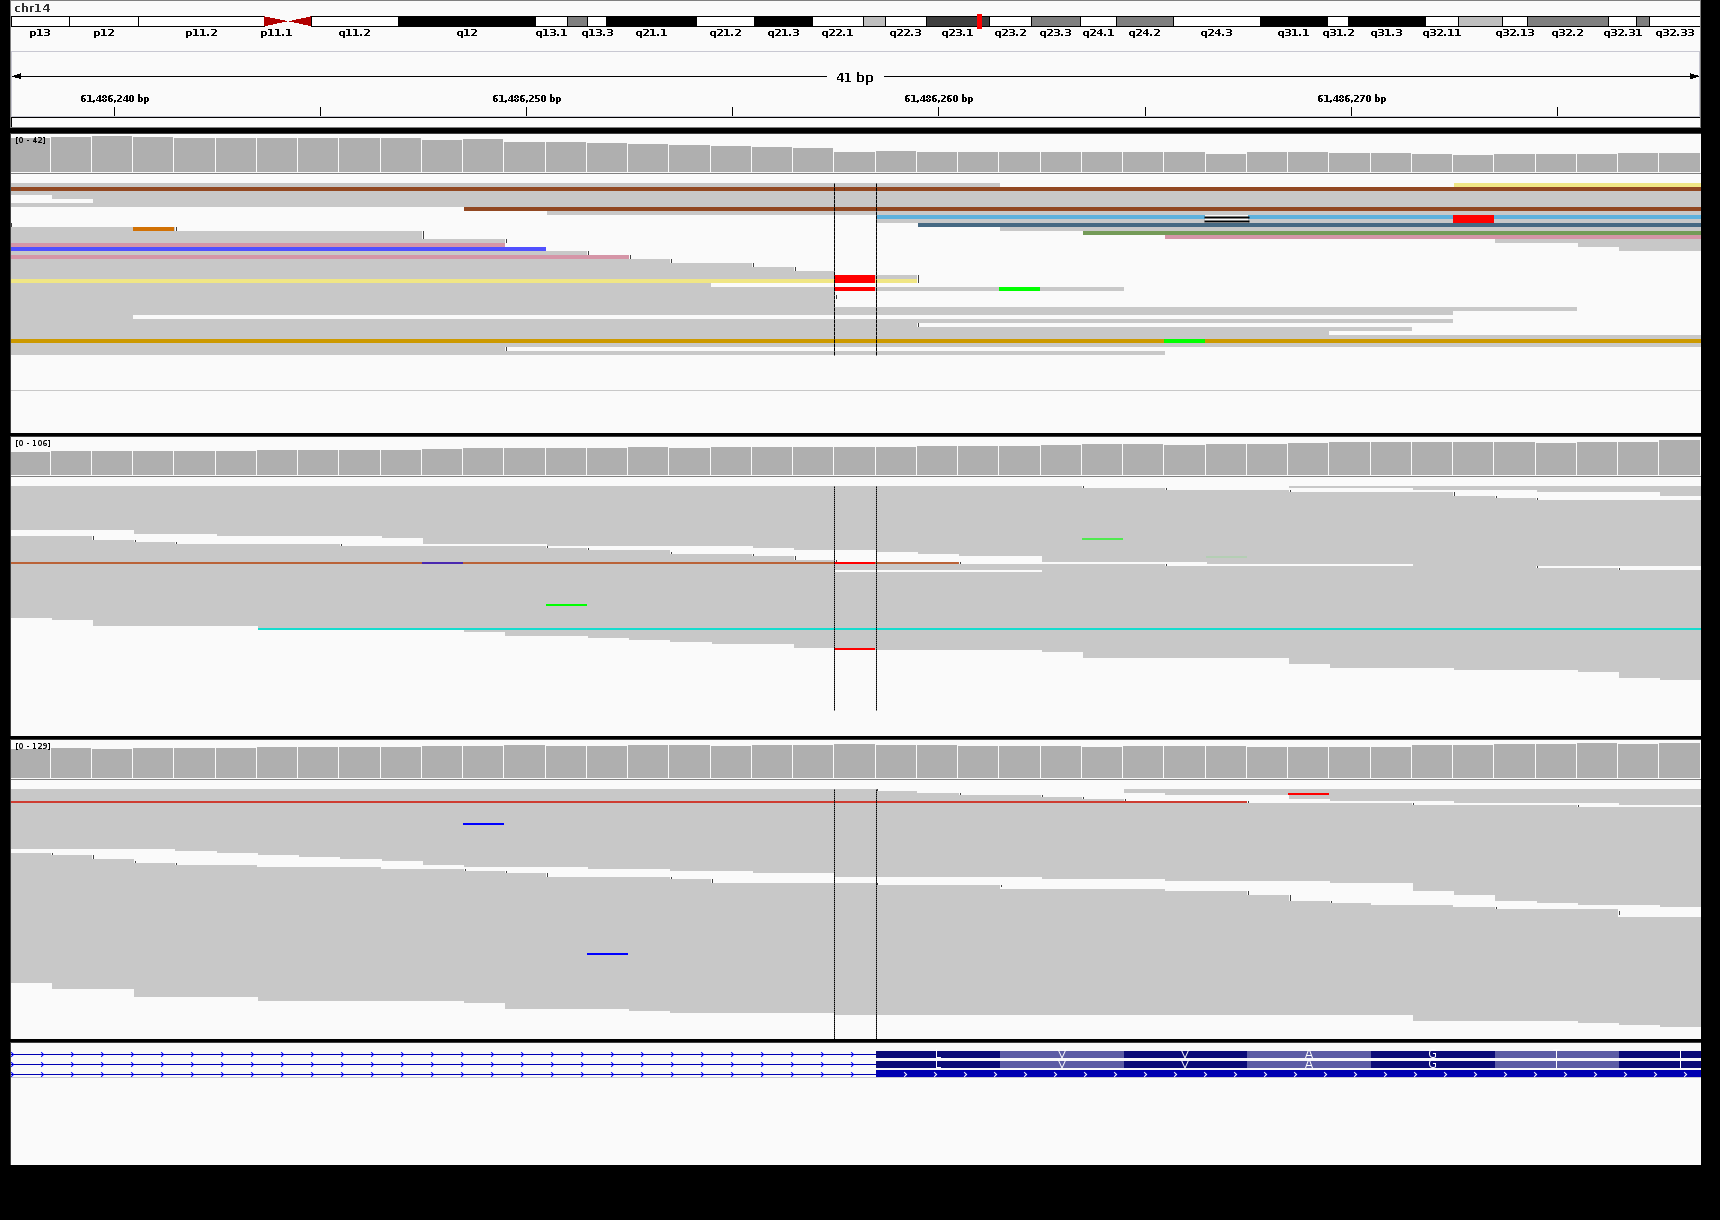 chr14
p13 p12 p11.2 p11.1 q11.2 q12 q13.1 q13.3 q21.1 q21.2 q21.3 q22.1 q22.3 q23.1 q23.2 q23.3 q24.1 q24.2 q24.3 q31.1 q31.2 q31.3 q32.11 q32.13 q32.2 q32.31 q32.33
41 bp
61,486,240 bp 61,486,250 bp 61,486,260 bp 61,486,270 bp
[0 - 42]
[0 - 106]
[0 - 129]
L V V A G I I
L V V A G I I